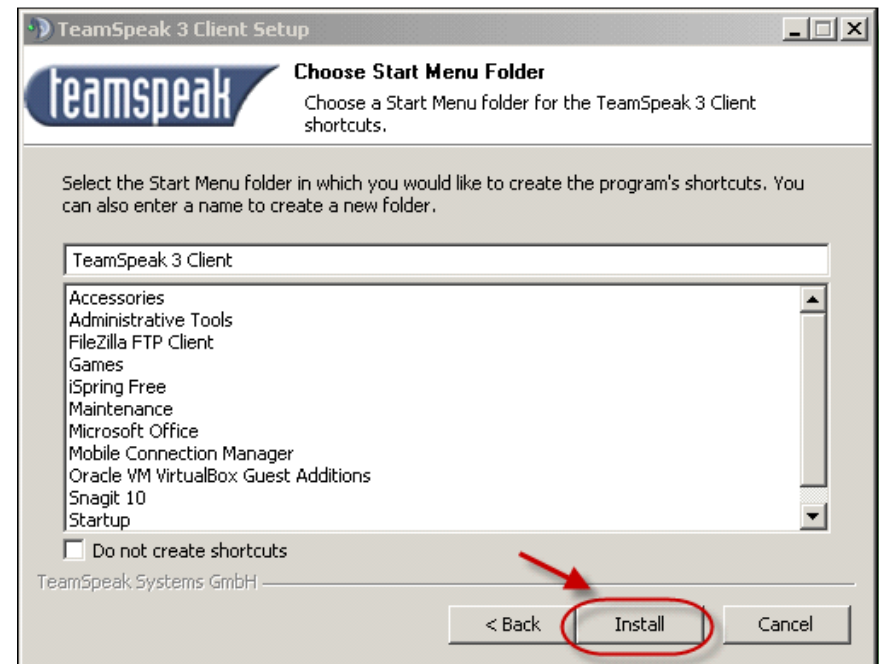 TeamSpeak 3 Client Setup
teamspeak
Choose Start Menu Folder
Choose a Start Menu folder for the TeamSpeak 3 Client
shortcuts.
Select the Start Menu folder in which you would like to create the program's shortcuts. You
can also enter a name to create a new folder.
TeamSpeak 3 Client
Accessories
Administrative Tools
FileZilla FTP Client
Games
iSpring Free
Maintenance
Microsoft Office
Mobile Connection Manager
Oracle VM VirtualBox Guest Additions
Snagit 10
Startup
Do not create shortcuts
TeamSpeak Systems GmbH
< Back Install Cancel